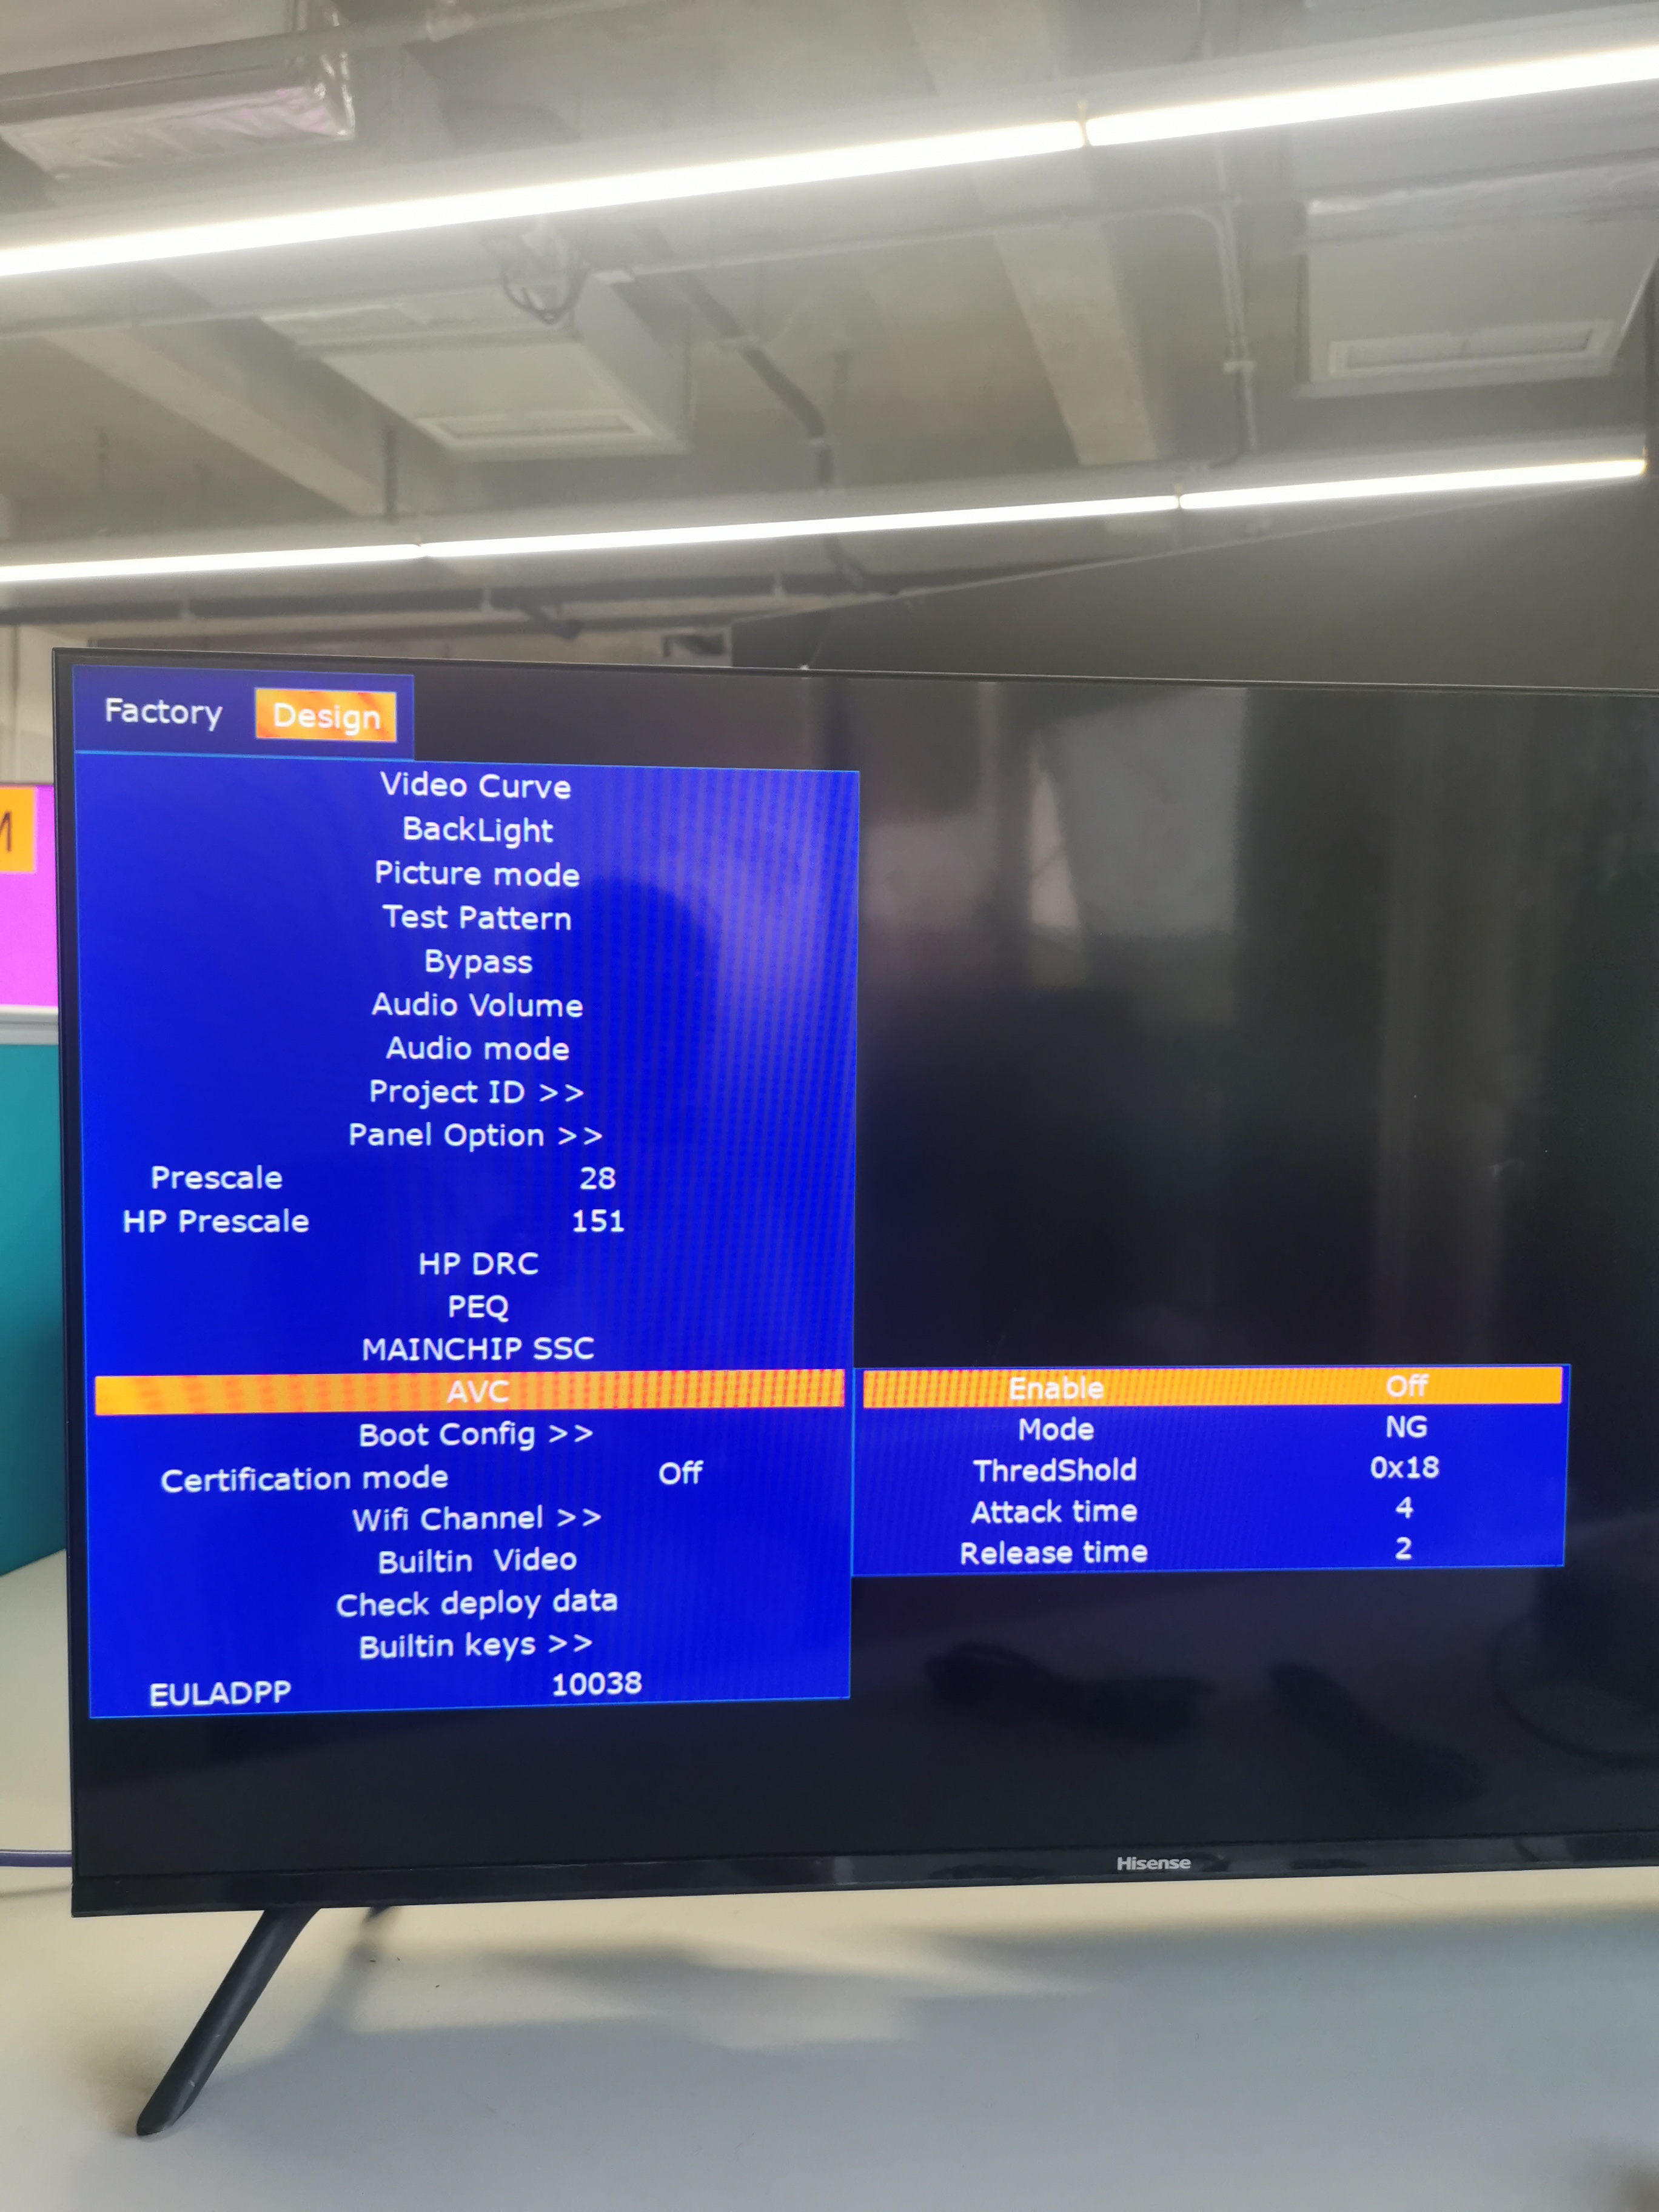 Factory Design
Video Curve
BackLight
Picture mode
Test Pattern
Bypass
Audio Volume
Audio mode
Project ID >>
Panel Option >>
Prescale 28
HP Prescale 151
HP DRC
PEQ
MAINCHIP SSC
AVC
Enable Off
Mode NG
ThredShold 0x18
Attack time 4
Release time 2
Boot Config >>
Certification mode Off
Wifi Channel >>
Builtin Video
Check deploy data
Builtin keys >>
EULADPP 10038
Hisense